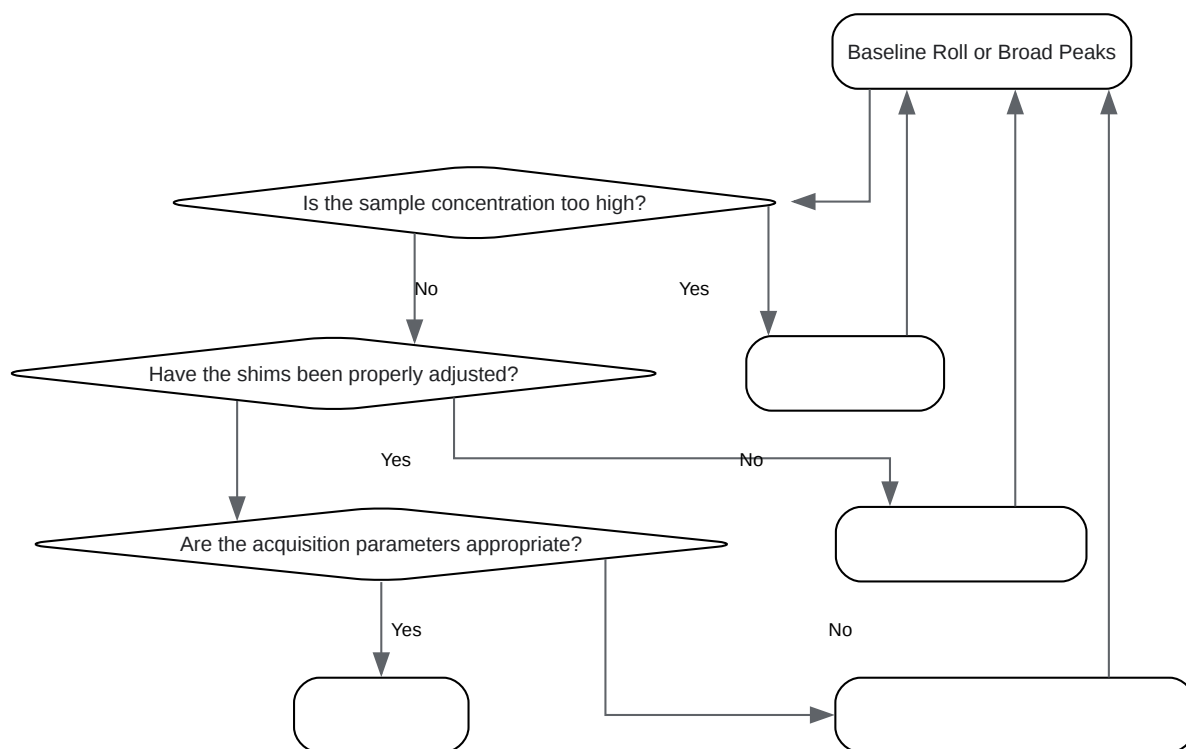 Baseline Roll or Broad Peaks
Is the sample concentration too high?
No
Yes
Have the shims been properly adjusted?
Yes
No
Are the acquisition parameters appropriate?
Yes
No